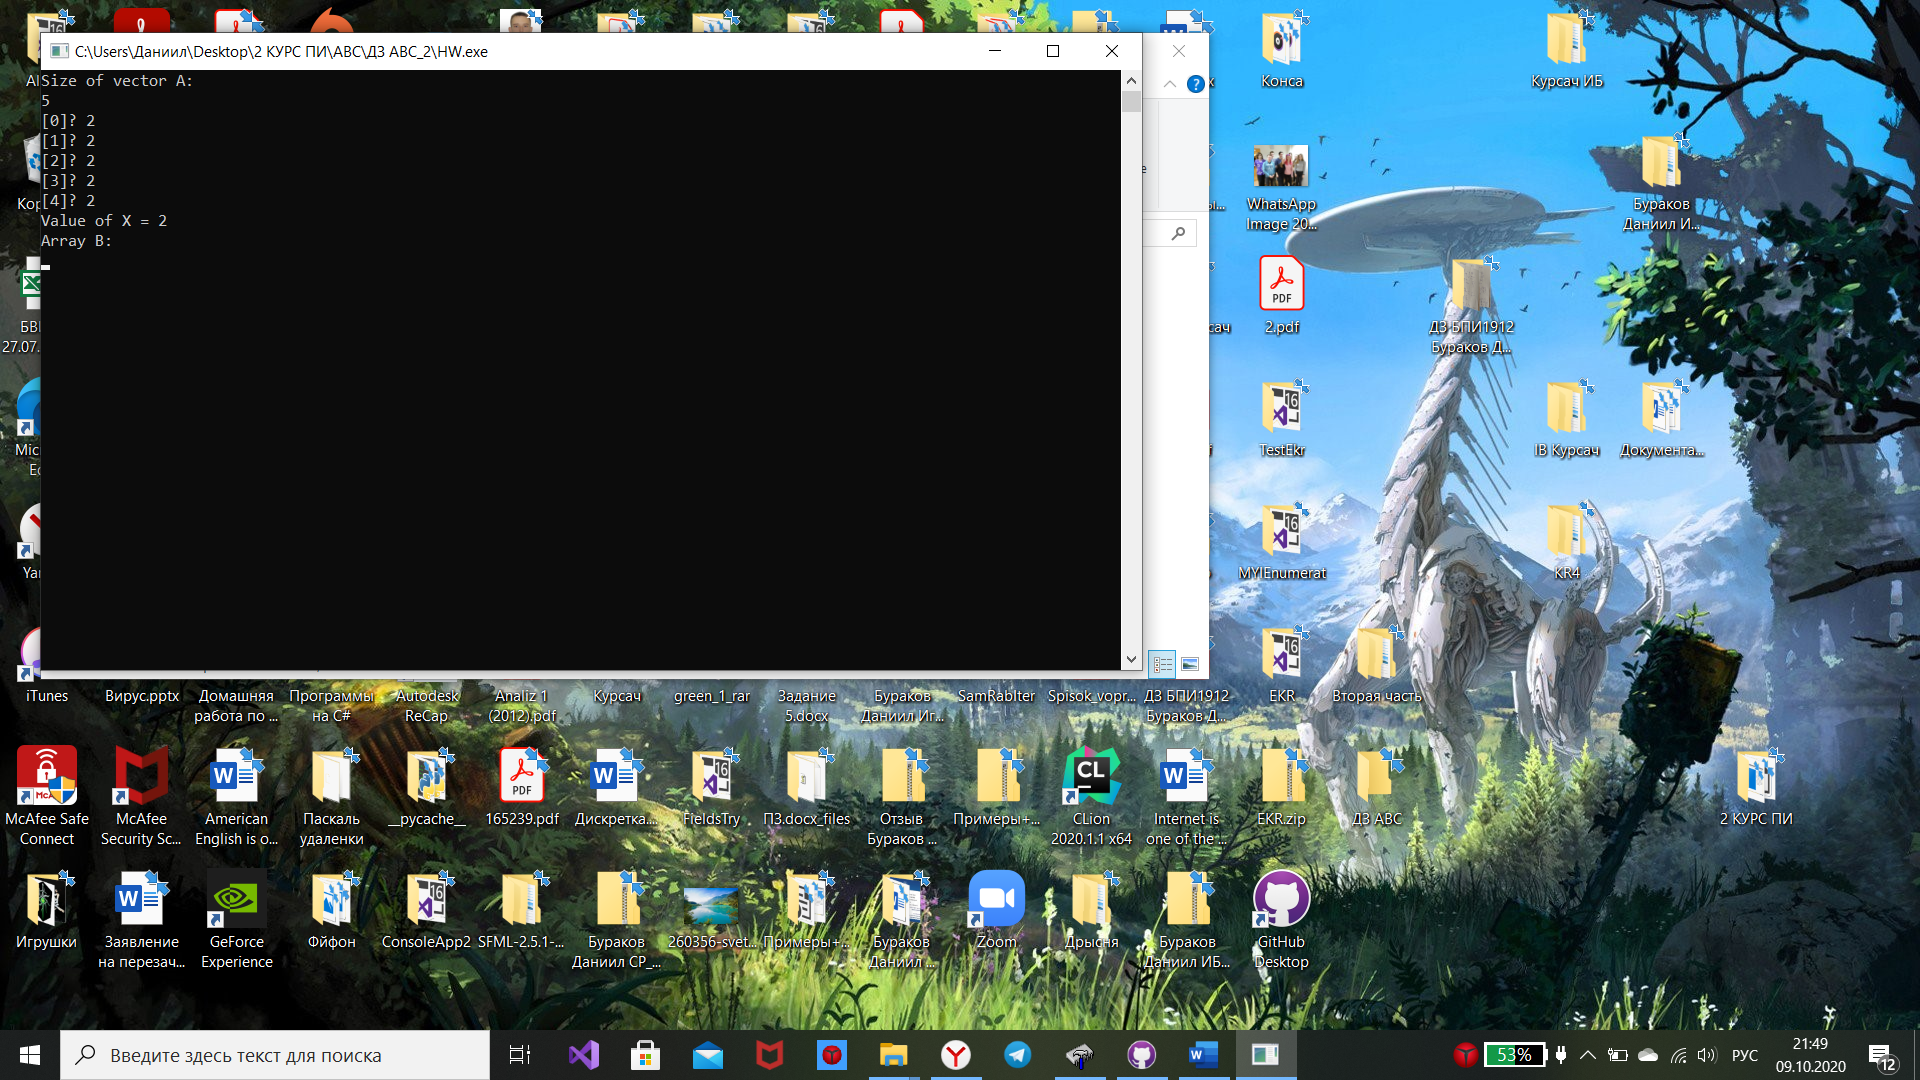 C:\Users\Даниил\Desktop\2 КУРС ПИ\АВС\ДЗ АВС_2\HW.exe
Size of vector A:
5
[0]? 2
[1]? 2
[2]? 2
[3]? 2
[4]? 2
Value of X = 2
Array B:
Конса
Курсач ИБ
WhatsApp
Image 20...
Бураков
Даниил И...
PDF
2.pdf
ДЗ БПИ1912
Бураков Д...
27.07.
TestEkr
IB Курсач
Документа...
MYIEnumerat
KR4
iTunes
Вирус.pptx
Домашняя
работа по ...
Программы
на C#
Autodesk
ReCap
Analiz 1
(2012).pdf
Курсач
green_1_rar
Задание
5.docx
Бураков
Даниил Иг...
SamRabIter
Spisok_vopr...
ДЗ БПИ1912
Бураков Д...
EKR
Вторая часть
McAfee Safe
Connect
McAfee
Security Sc...
American
English is o...
Паскаль
удаленки
__pycache__
PDF
165239.pdf
Дискретка....
FieldsTry
ПЗ.docx_files
Отзыв
Бураков ...
Примеры+...
CL
CLion
2020.1.1 x64
Internet is
one of the ...
EKR.zip
ДЗ АВС
2 КУРС ПИ
Игрушки
Заявление
на перезач...
GeForce
Experience
Фйфон
ConsoleApp2
SFML-2.5.1-...
Бураков
Даниил СР_...
260356-svet...
Примеры+...
Бураков
Даниил ...
Zoom
Дрысня
Бураков
Даниил ИБ...
GitHub
Desktop
Введите здесь текст для поиска
53%
РУС
21:49
09.10.2020
12